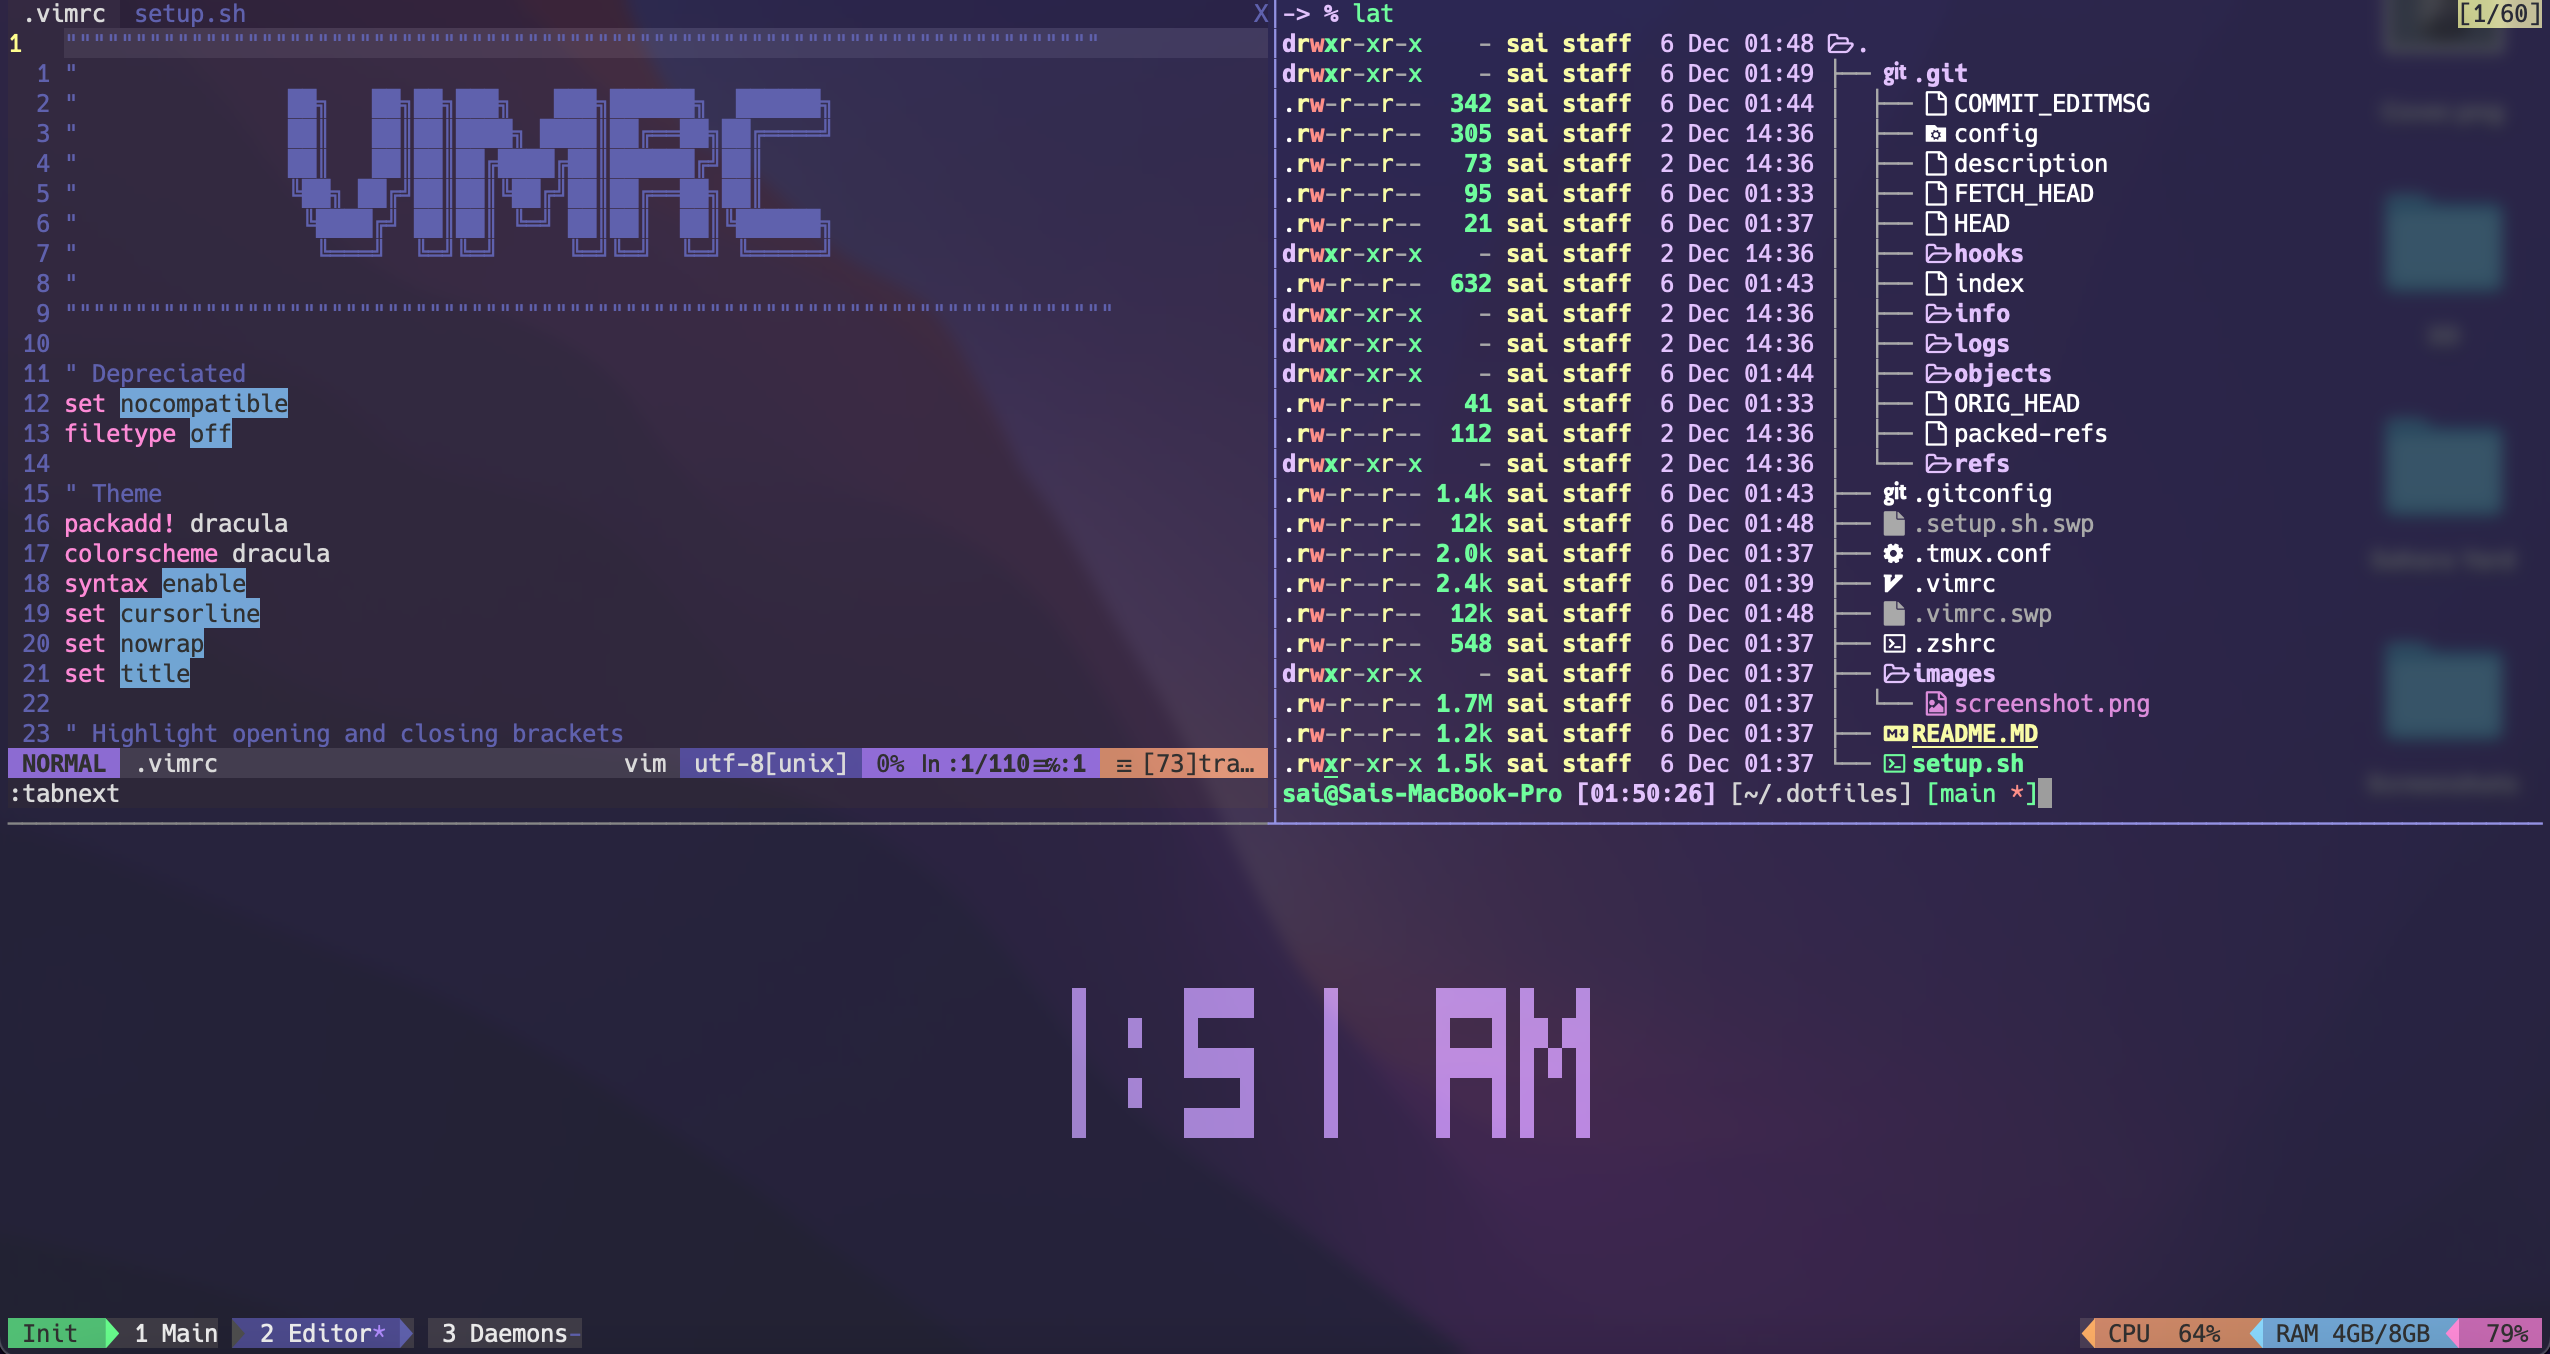 .vimrc setup.sh X
1 """"""""""""""""""""""""""""""""""""""""""""""""""""""""""""""""""""""""""
1 "
2 "
3 "
4 "
5 "
6 "
7 "
8 "
VIMRC
9 """""""""""""""""""""""""""""""""""""""""""""""""""""""""""""""""""""""""""
10
11 " Depreciated
12 set nocompatible
13 filetype off
14
15 " Theme
16 packadd! dracula
17 colorscheme dracula
18 syntax enable
19 set cursorline
20 set nowrap
21 set title
22
23 " Highlight opening and closing brackets
NORMAL .vimrc vim utf-8[unix] 0% ln :1/110≡%:1 ☲ [73]tra…
:tabnext
-> % lat [1/60]
drwxr-xr-x - sai staff 6 Dec 01:48 .
drwxr-xr-x - sai staff 6 Dec 01:49 ├── git .git
.rw-r--r-- 342 sai staff 6 Dec 01:44 │ ├── COMMIT_EDITMSG
.rw-r--r-- 305 sai staff 2 Dec 14:36 │ ├── config
.rw-r--r-- 73 sai staff 2 Dec 14:36 │ ├── description
.rw-r--r-- 95 sai staff 6 Dec 01:33 │ ├── FETCH_HEAD
.rw-r--r-- 21 sai staff 6 Dec 01:37 │ ├── HEAD
drwxr-xr-x - sai staff 2 Dec 14:36 │ ├── hooks
.rw-r--r-- 632 sai staff 6 Dec 01:43 │ ├── index
drwxr-xr-x - sai staff 2 Dec 14:36 │ ├── info
drwxr-xr-x - sai staff 2 Dec 14:36 │ ├── logs
drwxr-xr-x - sai staff 6 Dec 01:44 │ ├── objects
.rw-r--r-- 41 sai staff 6 Dec 01:33 │ ├── ORIG_HEAD
.rw-r--r-- 112 sai staff 2 Dec 14:36 │ ├── packed-refs
drwxr-xr-x - sai staff 2 Dec 14:36 │ └── refs
.rw-r--r-- 1.4k sai staff 6 Dec 01:43 ├── git .gitconfig
.rw-r--r-- 12k sai staff 6 Dec 01:48 ├── .setup.sh.swp
.rw-r--r-- 2.0k sai staff 6 Dec 01:37 ├── .tmux.conf
.rw-r--r-- 2.4k sai staff 6 Dec 01:39 ├── .vimrc
.rw-r--r-- 12k sai staff 6 Dec 01:48 ├── .vimrc.swp
.rw-r--r-- 548 sai staff 6 Dec 01:37 ├── .zshrc
drwxr-xr-x - sai staff 6 Dec 01:37 ├── images
.rw-r--r-- 1.7M sai staff 6 Dec 01:37 │ └── screenshot.png
.rw-r--r-- 1.2k sai staff 6 Dec 01:37 ├── README.MD
.rwxr-xr-x 1.5k sai staff 6 Dec 01:37 └── setup.sh
sai@Sais-MacBook-Pro [01:50:26] [~/.dotfiles] [main *]
1:51 AM
Init 1 Main 2 Editor* 3 Daemons- CPU 64% RAM 4GB/8GB 79%